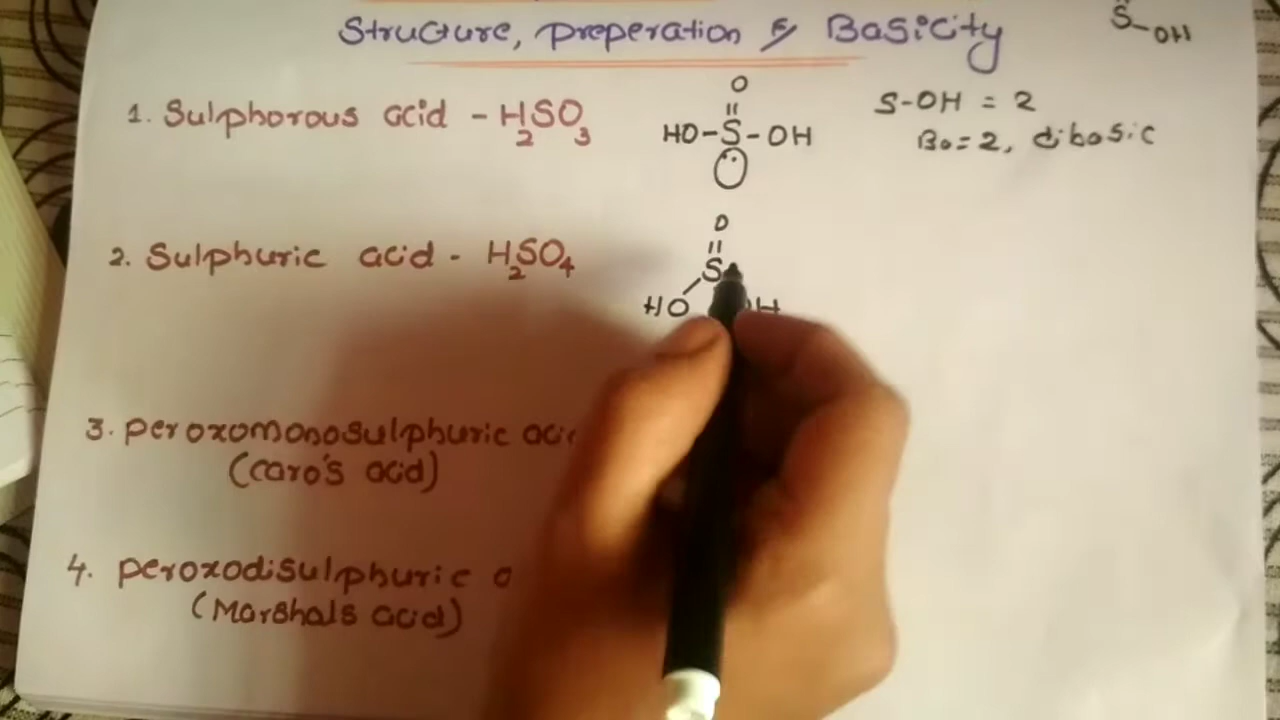 Structure, preperation & Basicity
S-OH
1. Sulphorous acid - H2SO3
O
HO-S-OH
S-OH = 2
Ba=2, dibasic
2. Sulphuric acid - H2SO4
O
S
HO
H
3. peroxomonosulphuric
(caro's acid)
4. peroxodisulphuric
(Marshals acid)